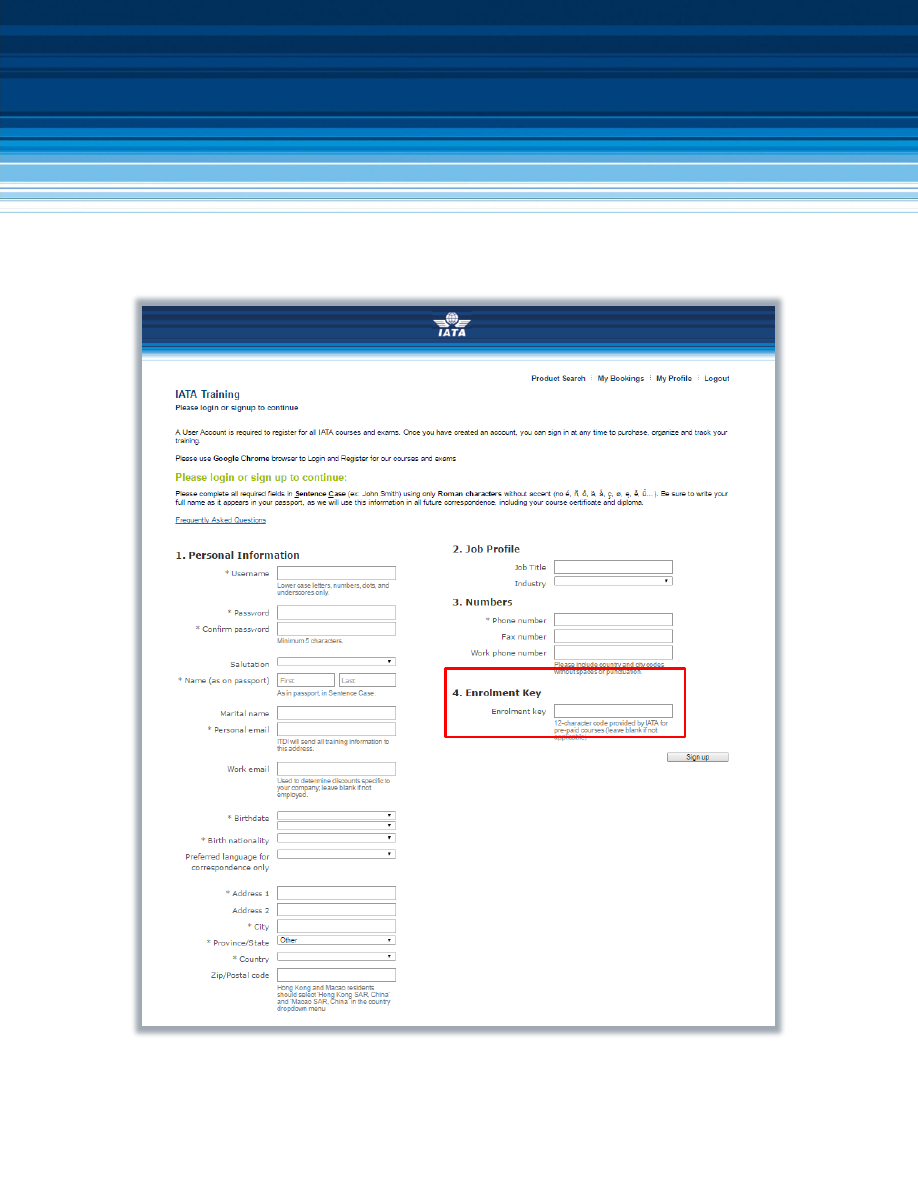 IATA
Product Search
My Bookings
My Profile
Logout
IATA Training
Please login or signup to continue
A User Account is required to register for all IATA courses and exams. Once you have created an account, you can sign in at any time to purchase, organize and track your
training.
Please use Google Chrome browser to Login and Register for our courses and exams
Please login or sign up to continue:
Please complete all required fields in Sentence Case (ex: John Smith) using only Roman characters without accent (no é, ñ, ô, ä, å, ç, ø, ę, ě, ů...). Be sure to write your
full name as it appears in your passport, as we will use this information in all future correspondence, including your course certificate and diploma.
Frequently Asked Questions
1. Personal Information
* Username
Lower case letters, numbers, dots, and
underscores only.
* Password
* Confirm password
Minimum 5 characters.
Salutation
* Name (as on passport)
First
Last
As in passport, in Sentence Case
Marital name
* Personal email
ITDI will send all training information to
this address.
Work email
Used to determine discounts specific to
your company; leave blank if not
employed.
* Birthdate
* Birth nationality
Preferred language for
correspondence only
* Address 1
Address 2
* City
* Province/State
Other
* Country
Zip/Postal code
Hong Kong and Macao residents
should select 'Hong Kong SAR, China'
and 'Macao SAR, China' in the country
dropdown menu
2. Job Profile
Job Title
Industry
3. Numbers
* Phone number
Fax number
Work phone number
Please include country and city codes
without spaces or punctuation.
4. Enrolment Key
Enrolment key
12-character code provided by IATA for
pre-paid courses (leave blank if not
applicable)
Sign up